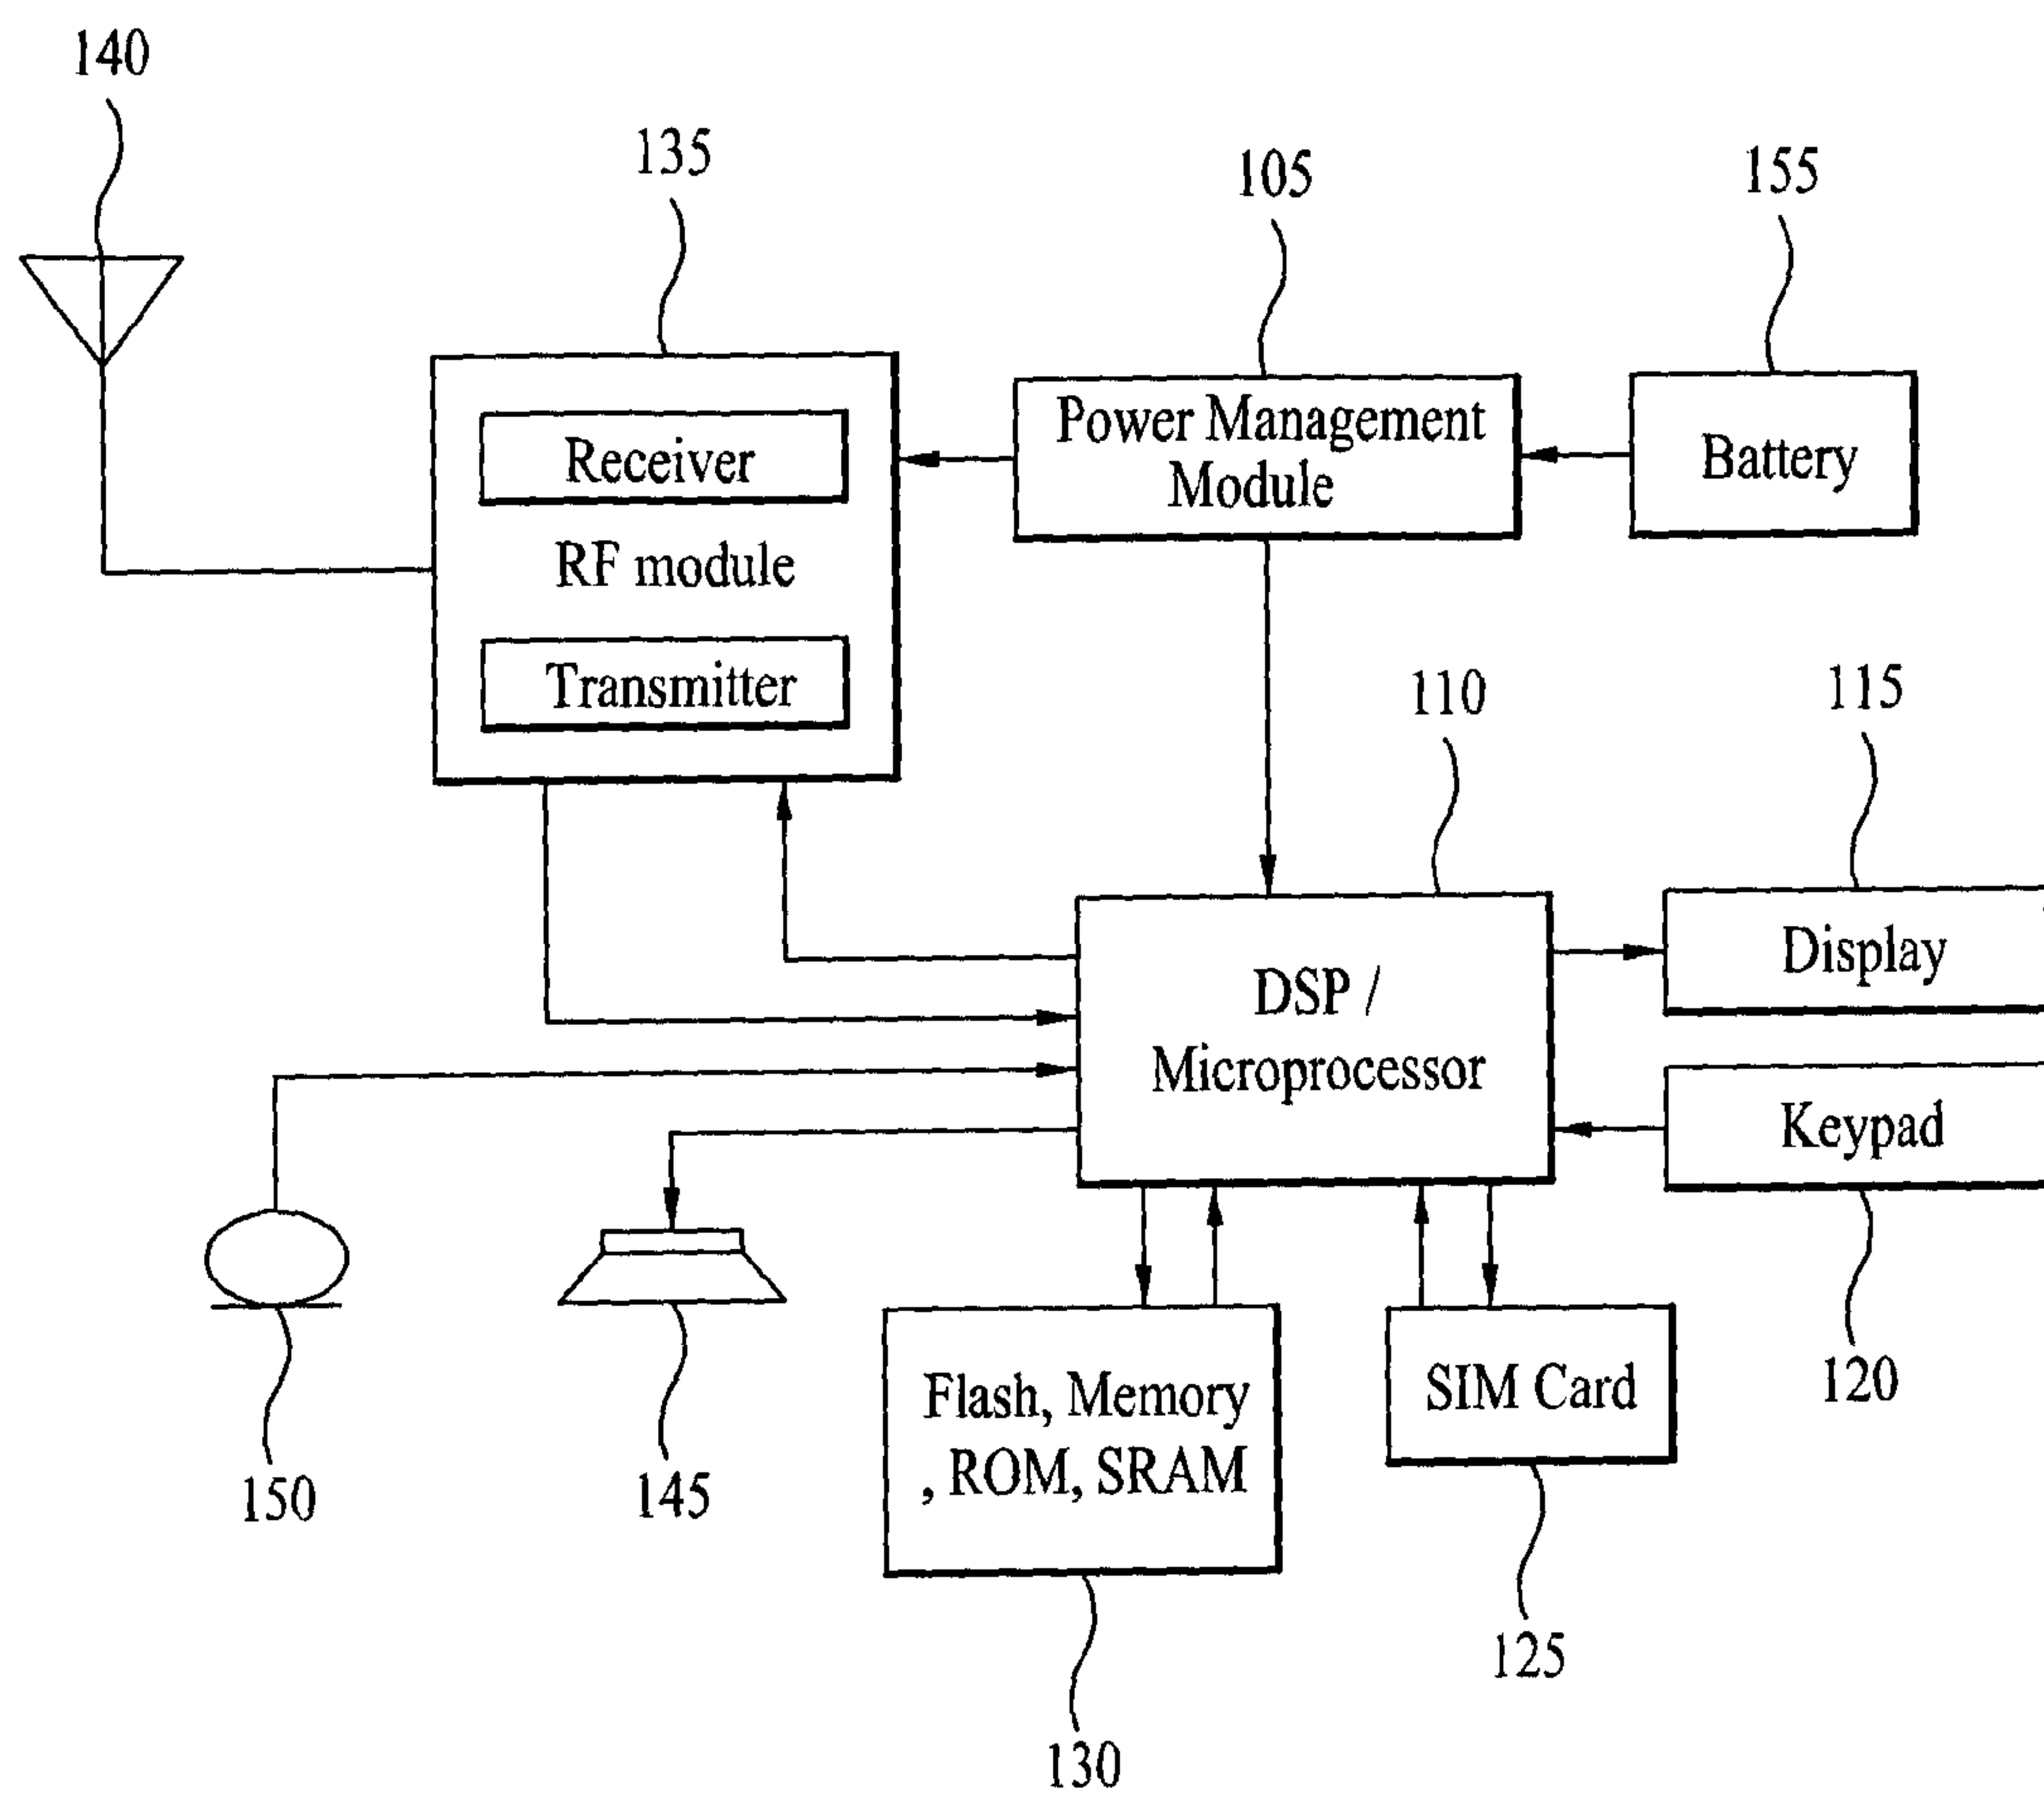 140
135
105
155
Power Management
Module
Battery
Receiver
RF module
Transmitter
110
115
DSP /
Microprocessor
Display
Keypad
120
Flash, Memory
, ROM, SRAM
SIM Card
150
145
125
130